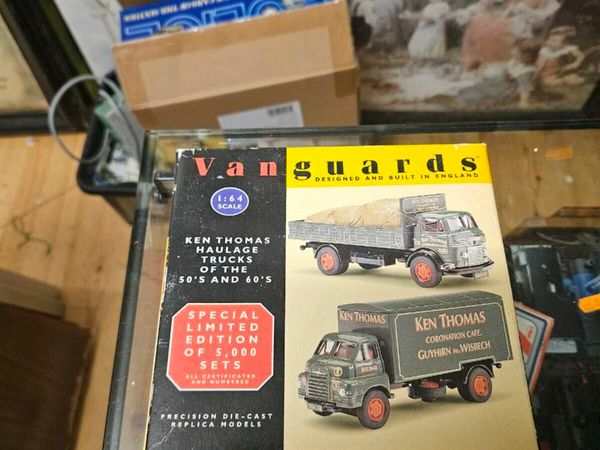 Vanguards
DESIGNED AND BUILT IN ENGLAND
1:64
SCALE
KEN THOMAS
HAULAGE
TRUCKS
OF THE
50'S AND 60'S
SPECIAL
LIMITED
EDITION
OF 5,000
SETS
ALL CERTIFICATED
AND NUMBERED
PRECISION DIE-CAST
REPLICA MODELS
KEN THOMAS
KEN THOMAS
KEN THOMAS
CORONATION CAFE.
GUYHIRN Nr. WISBECH